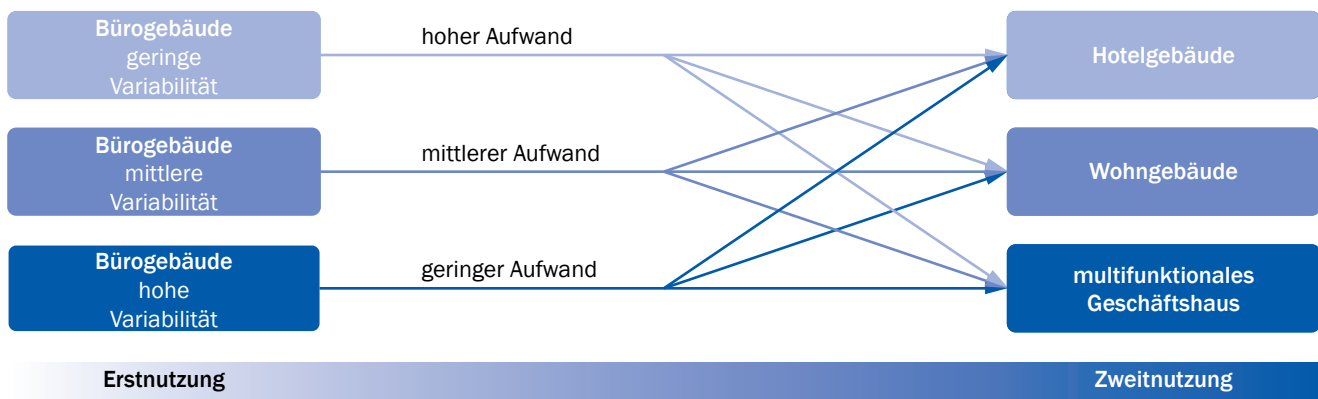 Bürogebäude
geringe
Variabilität
hoher Aufwand
Hotelgebäude
Bürogebäude
mittlere
Variabilität
mittlerer Aufwand
Wohngebäude
Bürogebäude
hohe
Variabilität
geringer Aufwand
multifunktionales
Geschäftshaus
Erstnutzung
Zweitnutzung